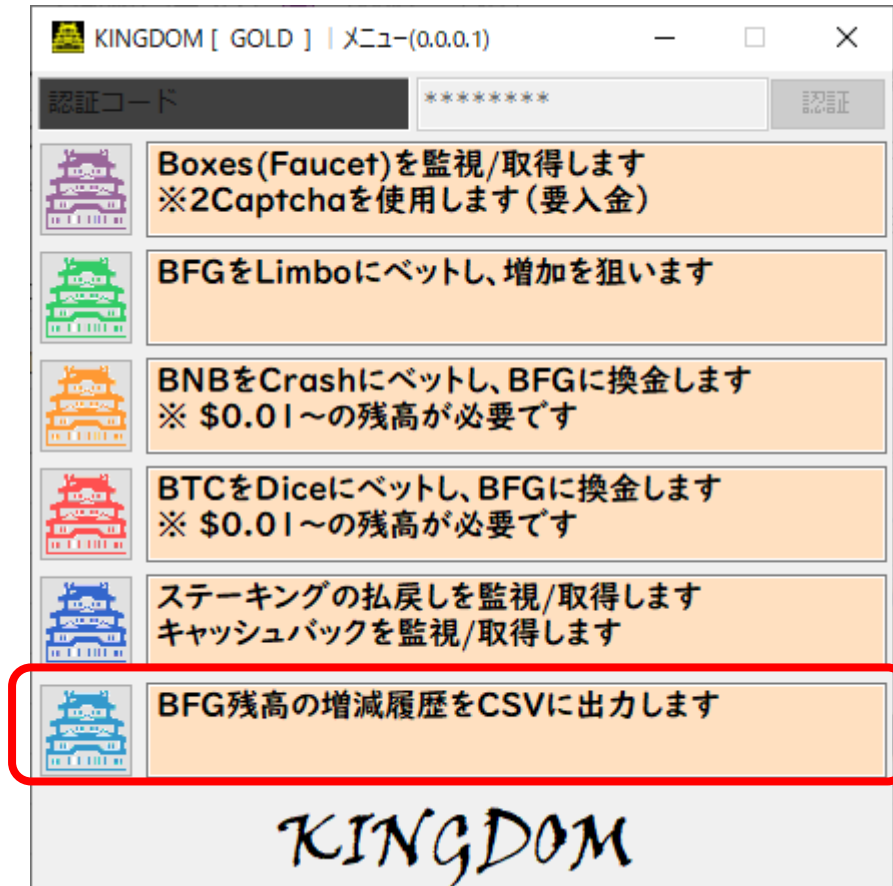 KINGDOM [ GOLD ] | メニュー(0.0.0.1)
認証コード ******** 認証
Boxes(Faucet)を監視/取得します
※2Captchaを使用します(要入金)
BFGをLimboにベットし、増加を狙います
BNBをCrashにベットし、BFGに換金します
※ $0.01~の残高が必要です
BTCをDiceにベットし、BFGに換金します
※ $0.01~の残高が必要です
ステーキングの払戻しを監視/取得します
キャッシュバックを監視/取得します
BFG残高の増減履歴をCSVに出力します
KINGDOM